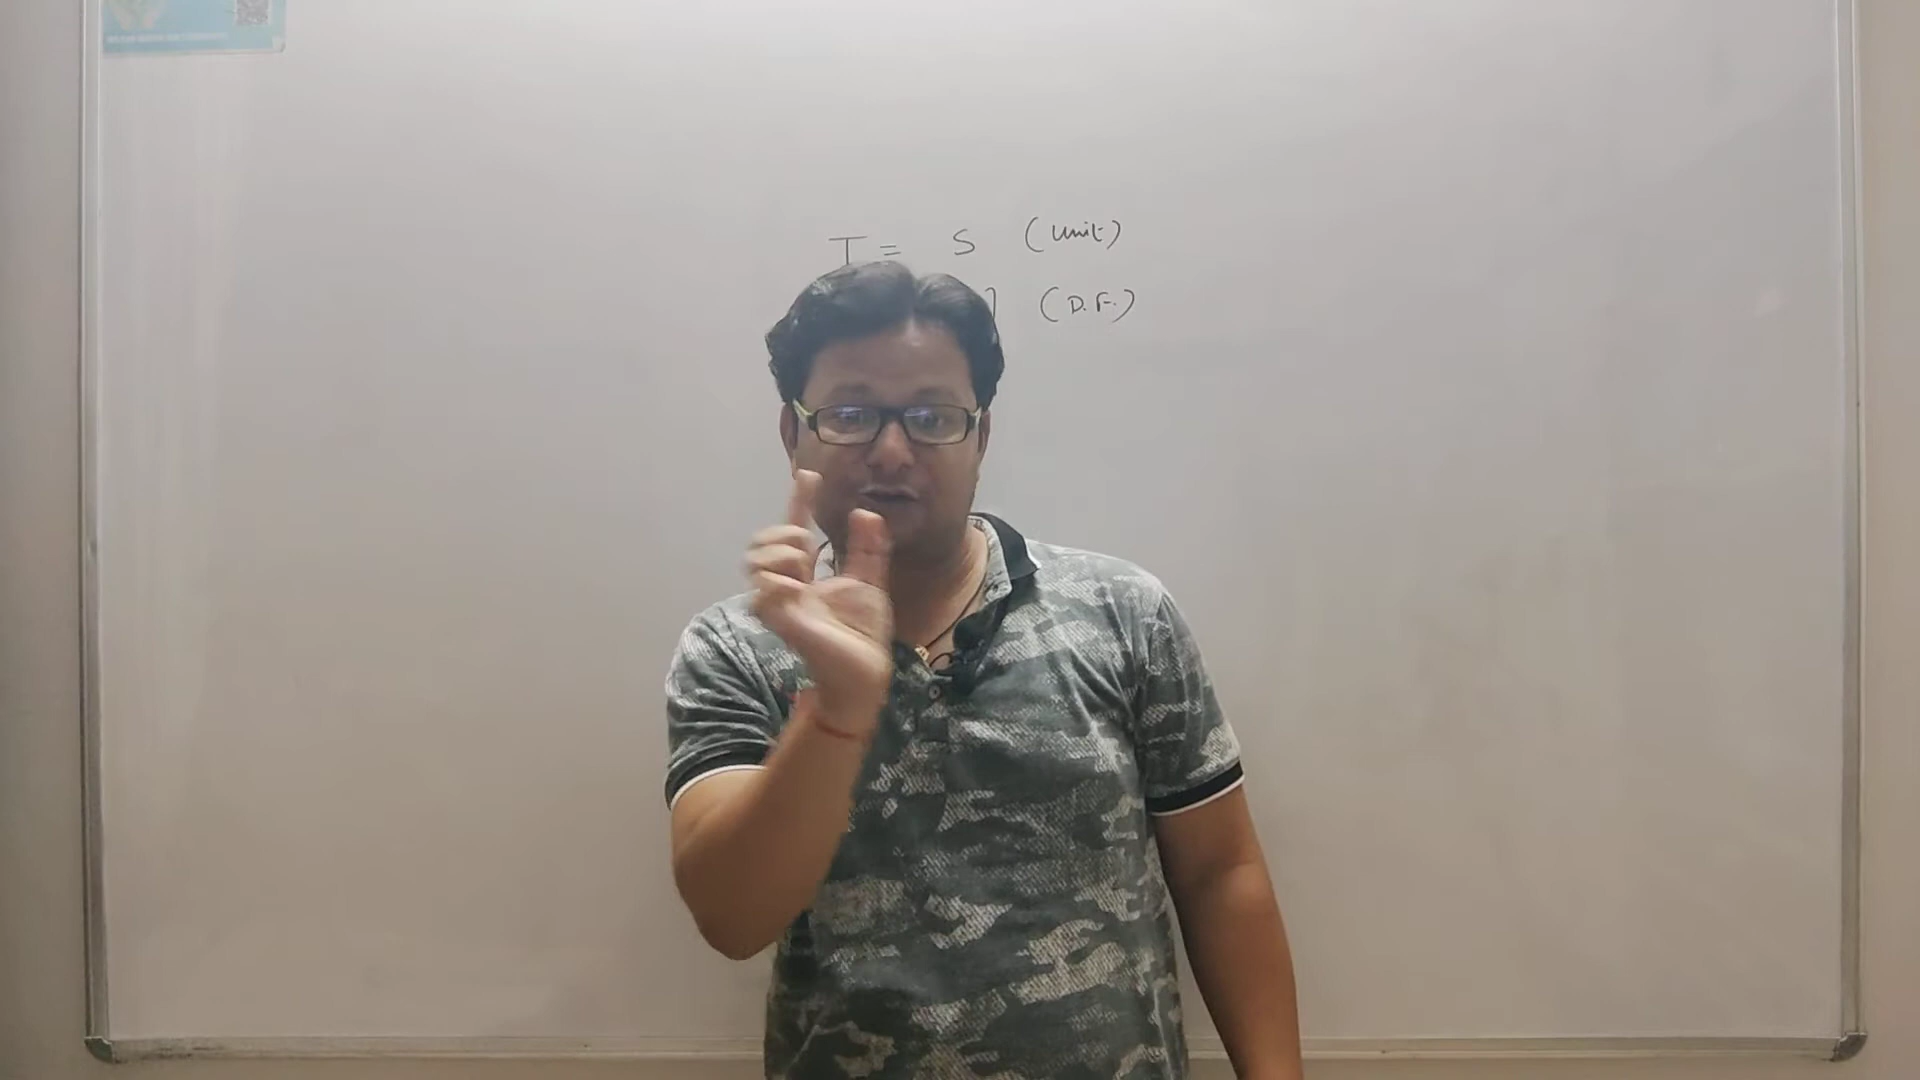 T = S (Unit)
] (D.F.)